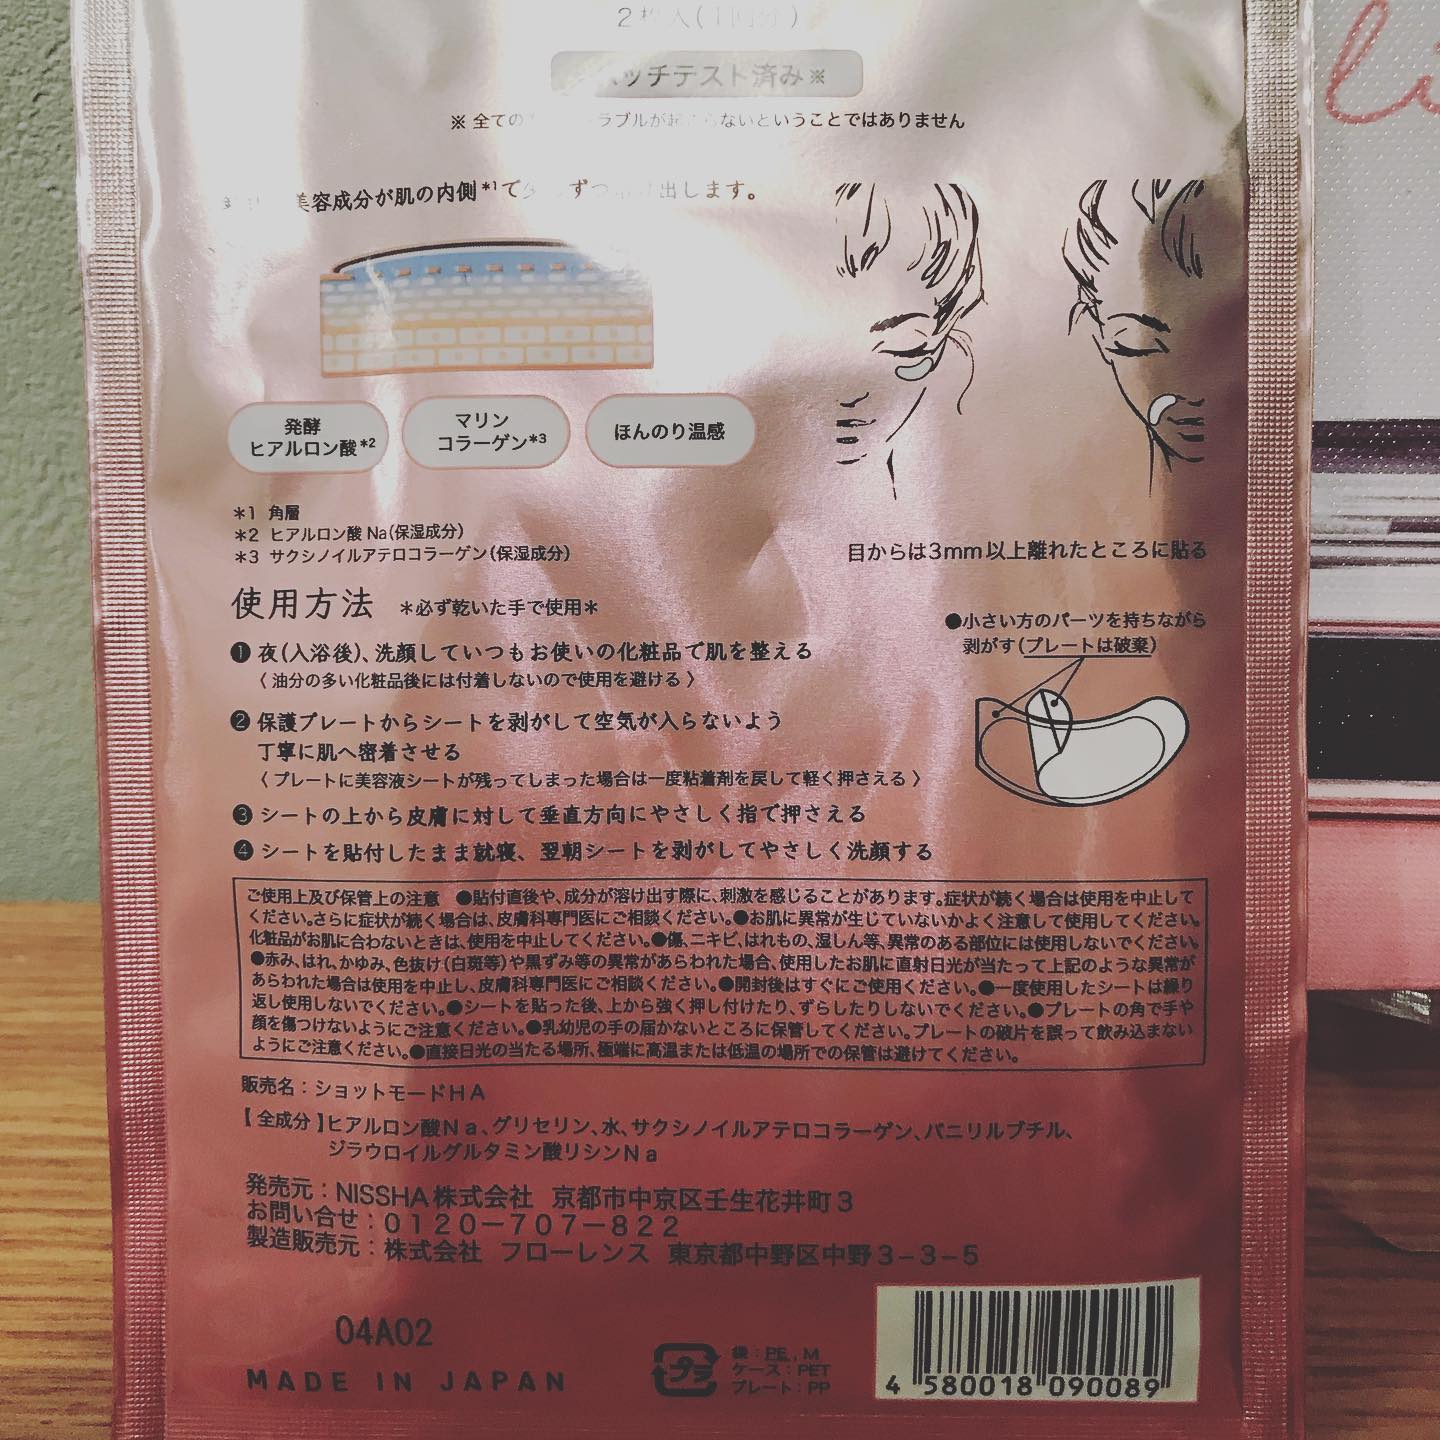 2枚入(1回分)
ッチテスト済み※
※ 全ての ラブルが起こらないということではありません
美容成分が肌の内側*1で 少しずつ溶け出します。
発酵
ヒアルロン酸*2
マリン
コラーゲン*3
ほんのり温感
*1 角層
*2 ヒアルロン酸Na(保湿成分)
*3 サクシノイルアテロコラーゲン(保湿成分)
目からは3mm以上離れたところに貼る
使用方法 *必ず乾いた手で使用*
❶ 夜(入浴後)、洗顔していつもお使いの化粧品で肌を整える
〈 油分の多い化粧品後には付着しないので使用を避ける 〉
❷ 保護プレートからシートを剥がして空気が入らないよう
丁寧に肌へ密着させる
〈 プレートに美容液シートが残ってしまった場合は一度粘着剤を戻して軽く押さえる 〉
❸ シートの上から皮膚に対して垂直方向にやさしく指で押さえる
❹ シートを貼付したまま就寝、翌朝シートを剥がしてやさしく洗顔する
●小さい方のパーツを持ちながら
剥がす(プレートは破棄)
ご使用上及び保管上の注意 ●貼付直後や、成分が溶け出す際に、刺激を感じることがあります。症状が続く場合は使用を中止して
ください。さらに症状が続く場合は、皮膚科専門医にご相談ください。●お肌に異常が生じていないかよく注意して使用してください。
化粧品がお肌に合わないときは、使用を中止してください。●傷、ニキビ、はれもの、湿しん等、異常のある部位には使用しないでください。
●赤み、はれ、かゆみ、色抜け(白斑等)や黒ずみ等の異常があらわれた場合、使用したお肌に直射日光が当たって上記のような異常が
あらわれた場合は使用を中止し、皮膚科専門医にご相談ください。●開封後はすぐにご使用ください。●一度使用したシートは繰り
返し使用しないでください。●シートを貼った後、上から強く押し付けたり、ずらしたりしないでください。●プレートの角で手や
顔を傷つけないようにご注意ください。●乳幼児の手の届かないところに保管してください。プレートの破片を誤って飲み込まない
ようにご注意ください。●直接日光の当たる場所、極端に高温または低温の場所での保管は避けてください。
販売名：ショットモードHA
【全成分】ヒアルロン酸Na、グリセリン、水、サクシノイルアテロコラーゲン、バニリルブチル、
ジラウロイルグルタミン酸リシンNa
発売元：NISSHA株式会社 京都市中京区壬生花井町3
お問い合せ：0120−707−822
製造販売元：株式会社 フローレンス 東京都中野区中野3−3−5
04A02
MADE IN JAPAN
プラ
袋：PE, M
ケース：PET
プレート：PP
4 580018 090089